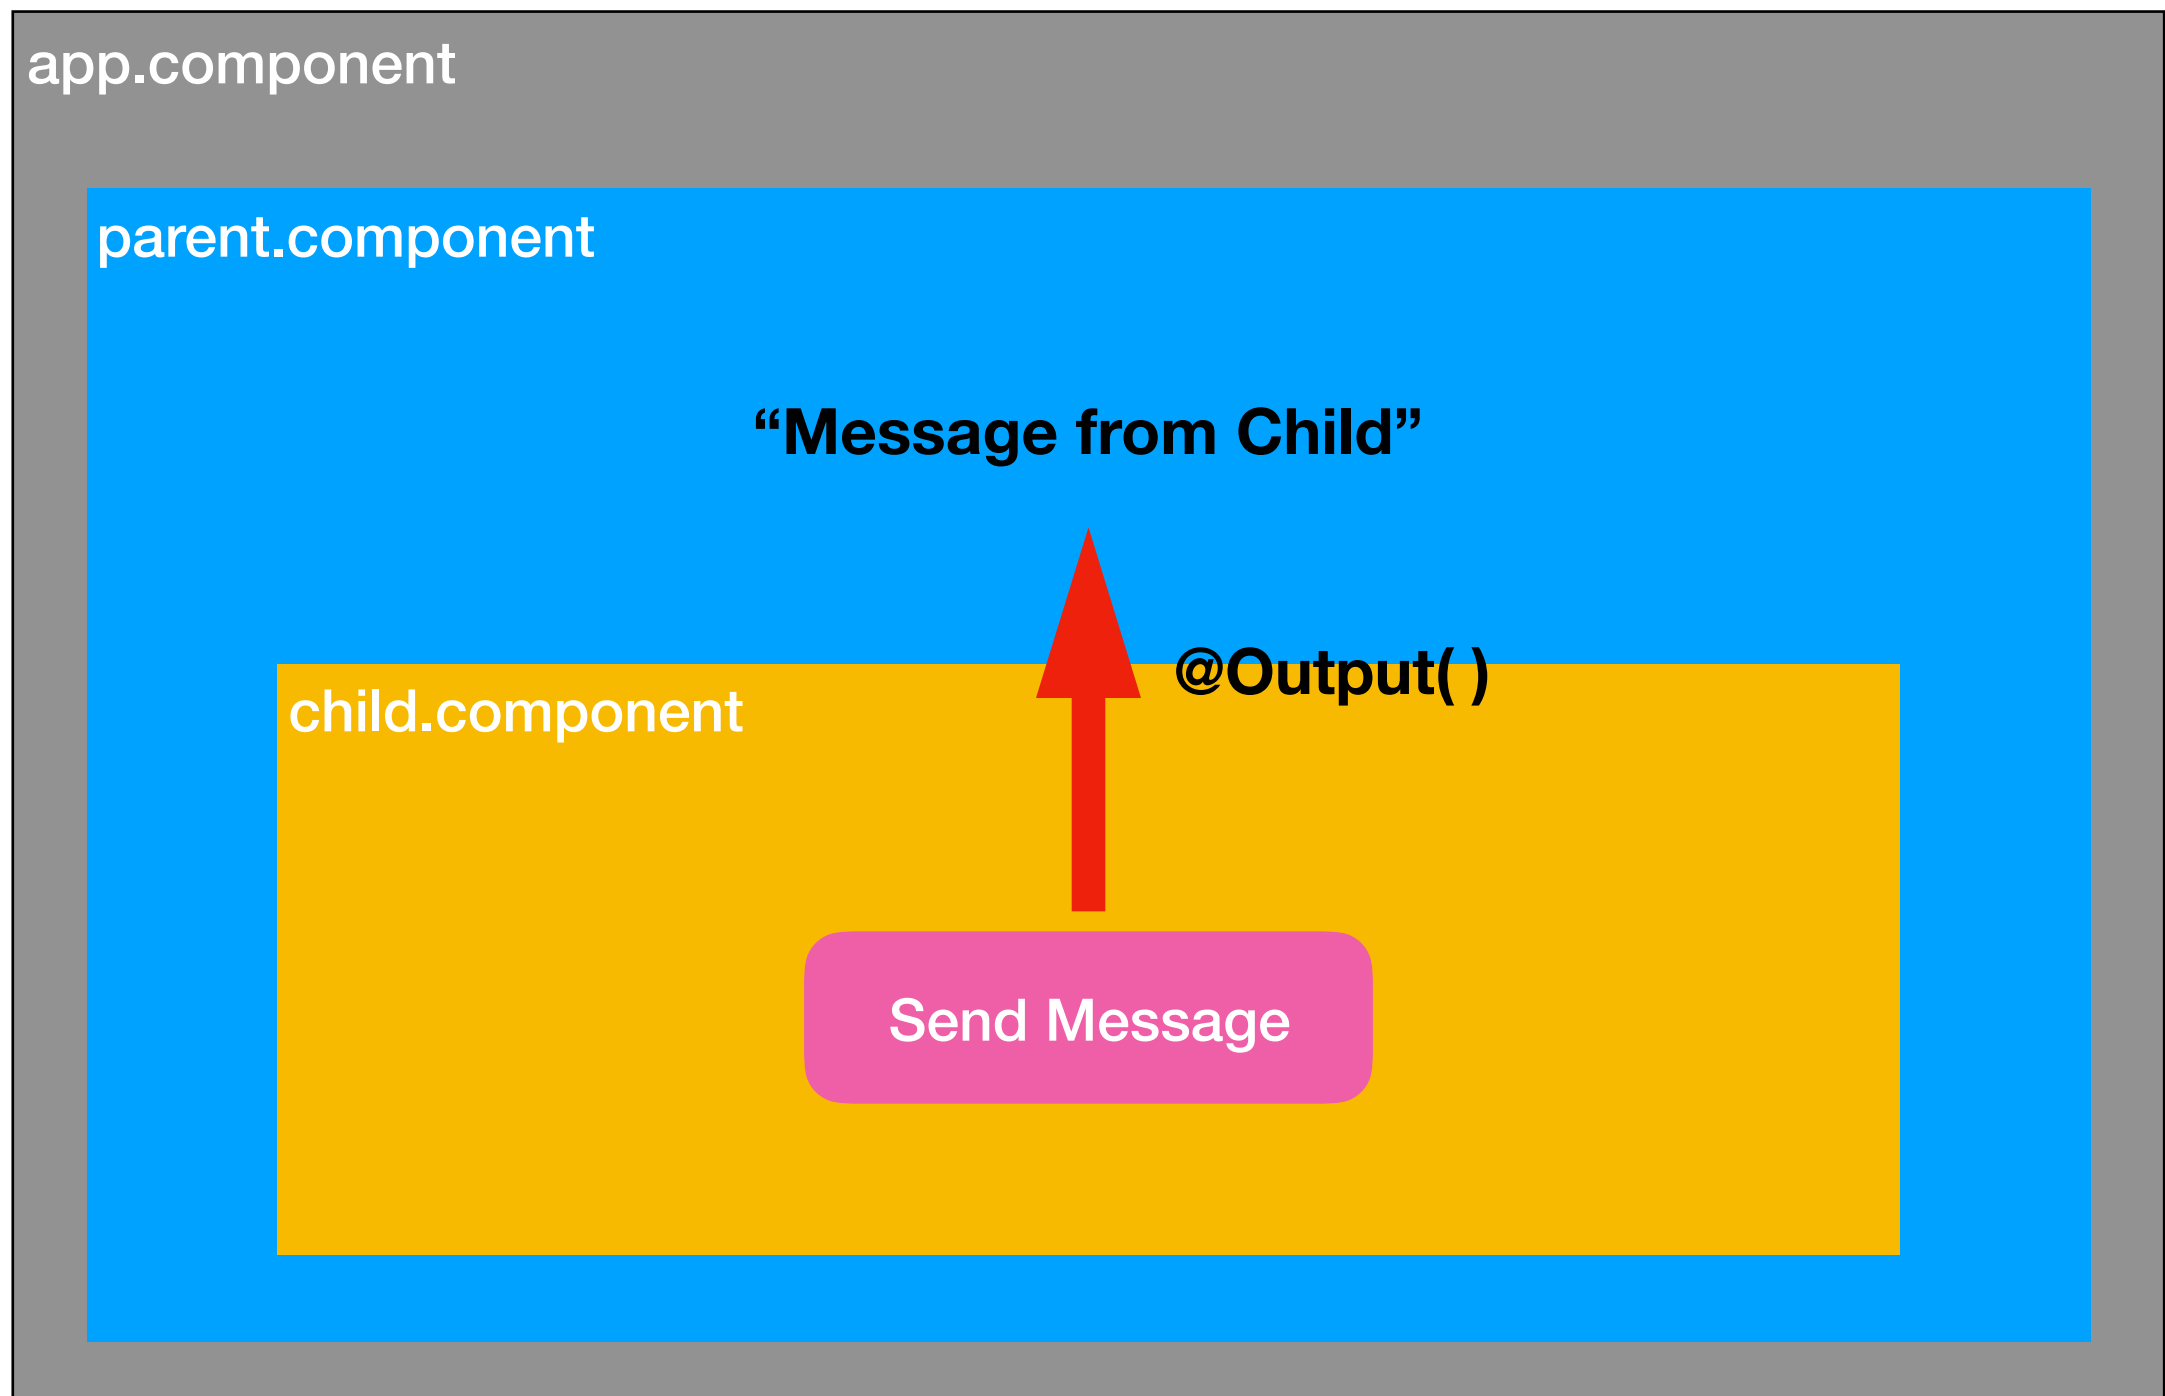 app.component
parent.component
“Message from Child”
@Output( )
child.component
Send Message